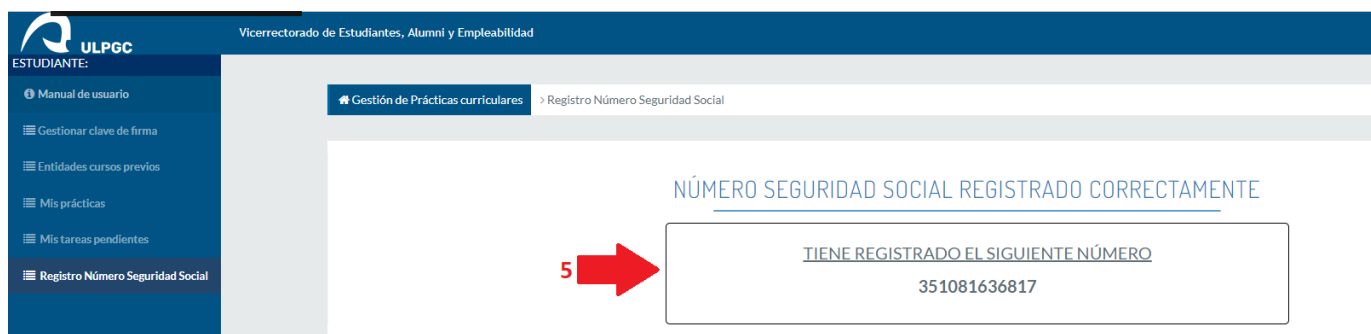 ULPGC
Vicerrectorado de Estudiantes, Alumni y Empleabilidad
ESTUDIANTE:
Manual de usuario
Gestionar clave de firma
Entidades cursos previos
Mis prácticas
Mis tareas pendientes
Registro Número Seguridad Social
Gestión de Prácticas curriculares > Registro Número Seguridad Social
NÚMERO SEGURIDAD SOCIAL REGISTRADO CORRECTAMENTE
5
TIENE REGISTRADO EL SIGUIENTE NÚMERO
351081636817